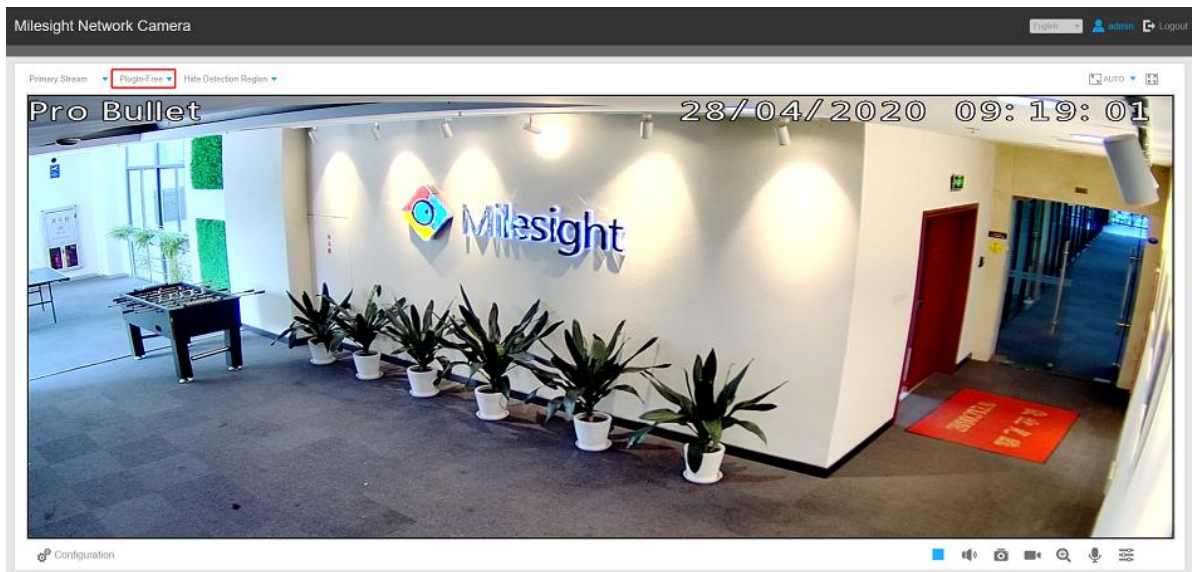 Milesight Network Camera
English
admin
Logout
Primary Stream
Plugin-Free
Hide Detection Region
AUTO
Pro Bullet
28/04/2020 09:19:01
Milesight
Configuration